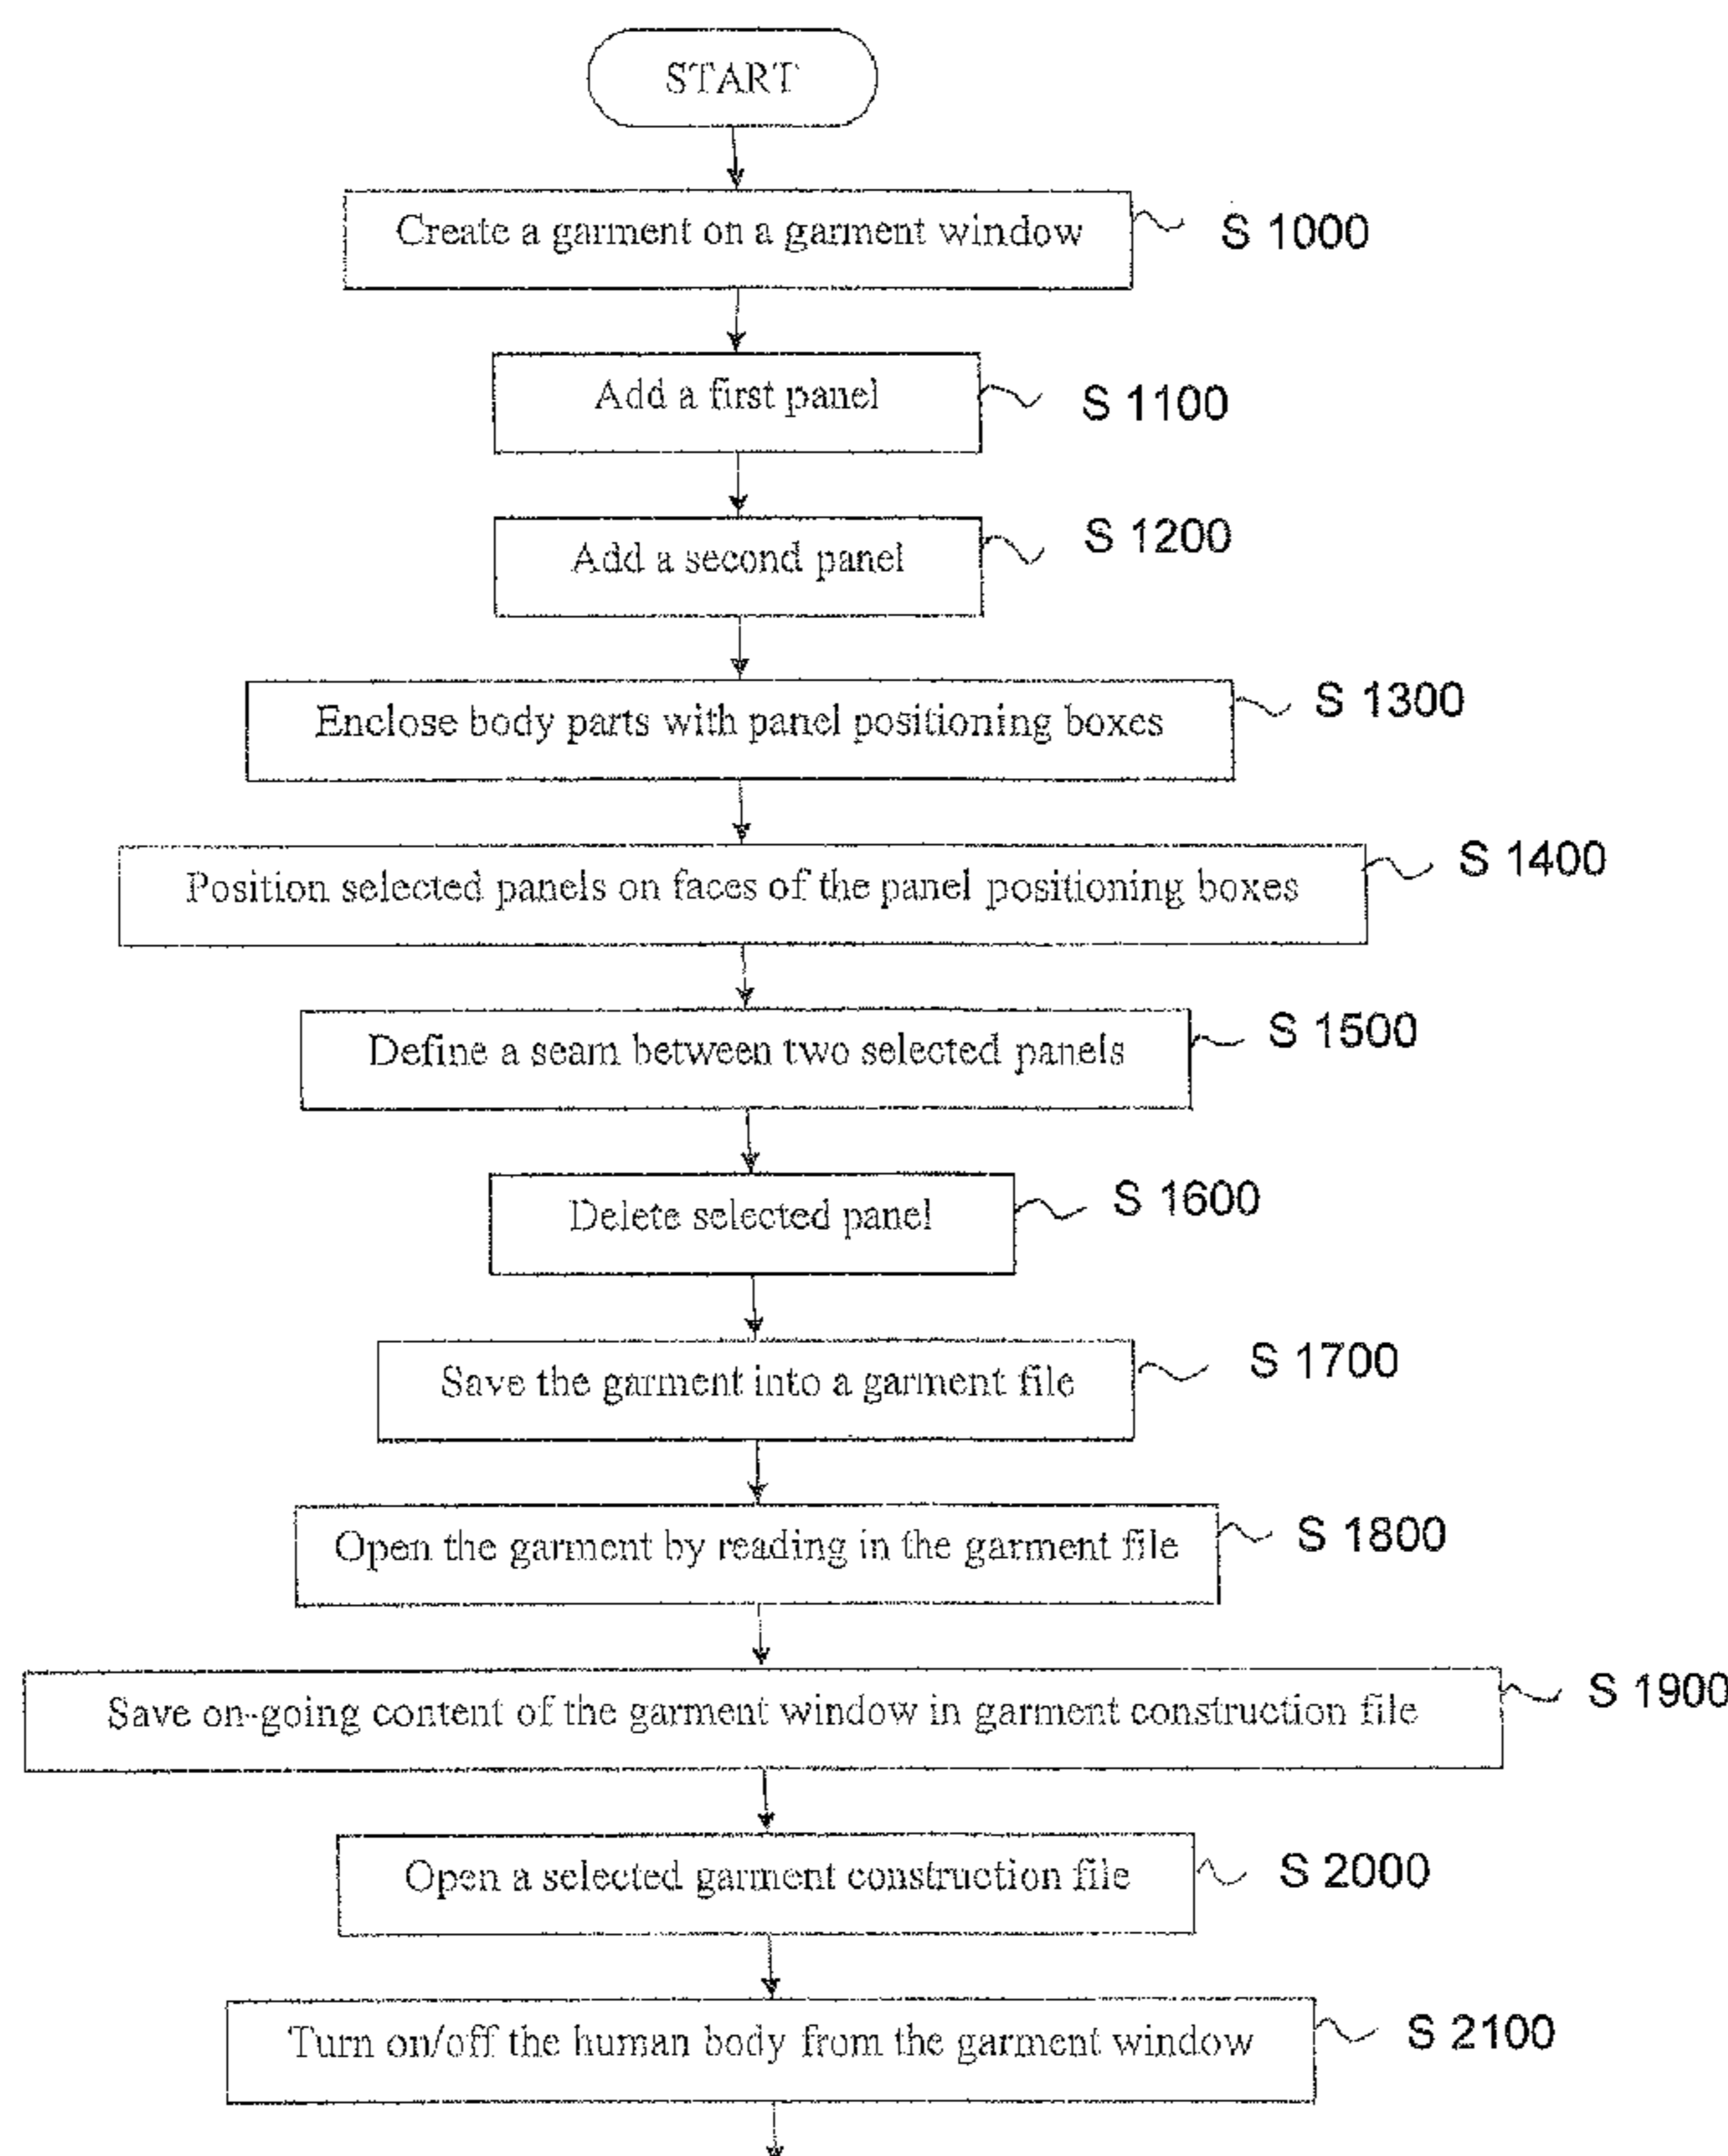 START
Create a garment on a garment window
S 1000
Add a first panel
S 1100
Add a second panel
S 1200
Enclose body parts with panel positioning boxes
S 1300
Position selected panels on faces of the panel positioning boxes
S 1400
Define a seam between two selected panels
S 1500
Delete selected panel
S 1600
Save the garment into a garment file
S 1700
Open the garment by reading in the garment file
S 1800
Save on-going content of the garment window in garment construction file
S 1900
Open a selected garment construction file
S 2000
Turn on/off the human body from the garment window
S 2100